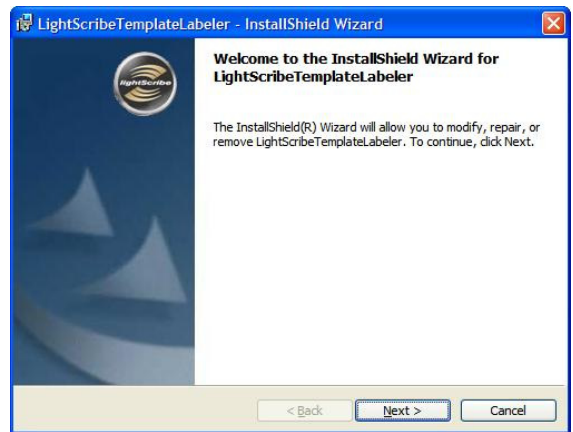 LightScribeTemplateLabeler - InstallShield Wizard
lightScribe
Welcome to the InstallShield Wizard for
LightScribeTemplateLabeler
The InstallShield(R) Wizard will allow you to modify, repair, or
remove LightScribeTemplateLabeler. To continue, click Next.
< Back Next > Cancel